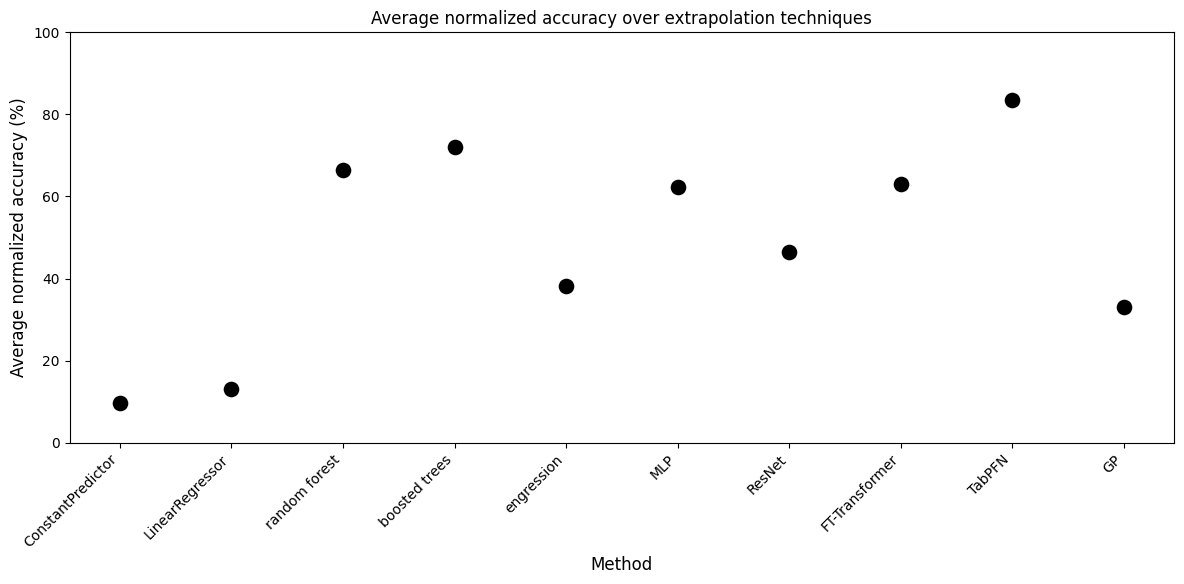 Average normalized accuracy over extrapolation techniques
Average normalized accuracy (%)
100
80
60
40
20
0
ConstantPredictor
LinearRegressor
random forest
boosted trees
engression
MLP
ResNet
FT-Transformer
TabPFN
GP
Method